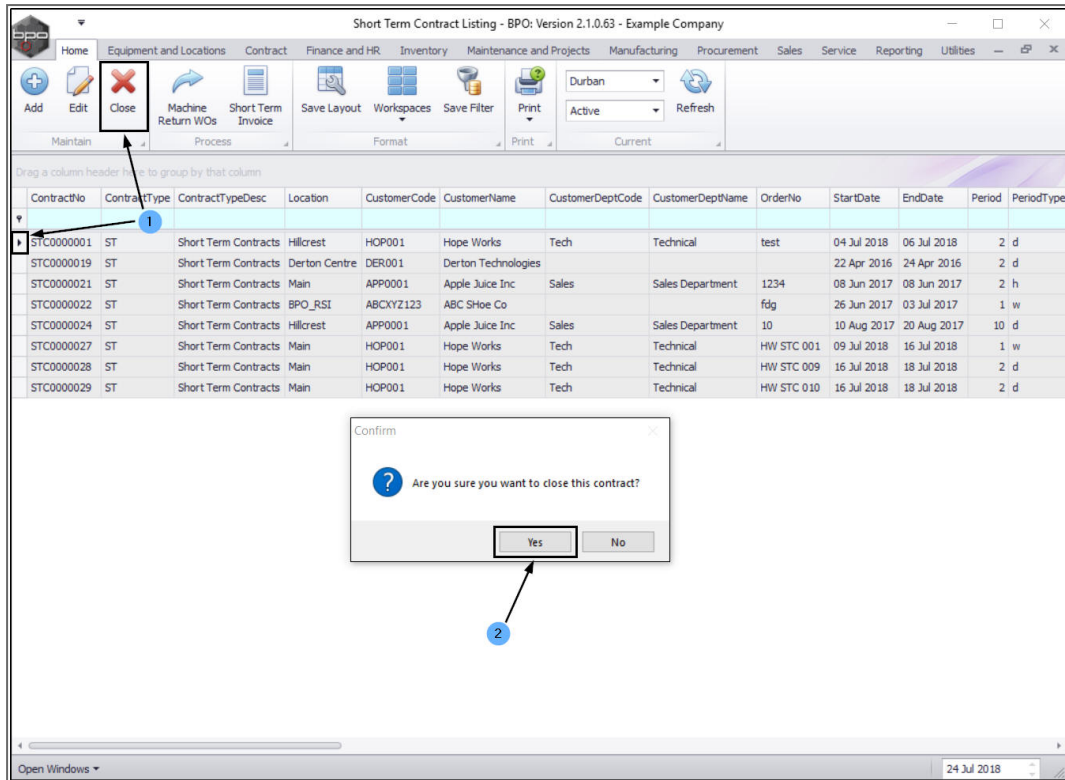 Short Term Contract Listing - BPO: Version 2.1.0.63 - Example Company
bpo
Home Equipment and Locations Contract Finance and HR Inventory Maintenance and Projects Manufacturing Procurement Sales Service Reporting Utilities
Add Edit Close Machine Return WOs Short Term Invoice Save Layout Workspaces Save Filter Print Durban Active Refresh
Maintain Process Format Print Current
Drag a column header here to group by that column
ContractNo ContractType ContractTypeDesc Location CustomerCode CustomerName CustomerDeptCode CustomerDeptName OrderNo StartDate EndDate Period PeriodType
1
STC0000001 ST Short Term Contracts Hillcrest HOP001 Hope Works Tech Technical test 04 Jul 2018 06 Jul 2018 2 d
STC0000019 ST Short Term Contracts Derton Centre DER001 Derton Technologies 22 Apr 2016 24 Apr 2016 2 d
STC0000021 ST Short Term Contracts Main APP0001 Apple Juice Inc Sales Sales Department 1234 08 Jun 2017 08 Jun 2017 2 h
STC0000022 ST Short Term Contracts BPO_RSI ABCXYZ123 ABC SHoe Co fdg 26 Jun 2017 03 Jul 2017 1 w
STC0000024 ST Short Term Contracts Hillcrest APP0001 Apple Juice Inc Sales Sales Department 10 10 Aug 2017 20 Aug 2017 10 d
STC0000027 ST Short Term Contracts Main HOP001 Hope Works Tech Technical HW STC 001 09 Jul 2018 16 Jul 2018 1 w
STC0000028 ST Short Term Contracts Main HOP001 Hope Works Tech Technical HW STC 009 16 Jul 2018 18 Jul 2018 2 d
STC0000029 ST Short Term Contracts Main HOP001 Hope Works Tech Technical HW STC 010 16 Jul 2018 18 Jul 2018 2 d
Confirm
Are you sure you want to close this contract?
Yes No
2
Open Windows 24 Jul 2018